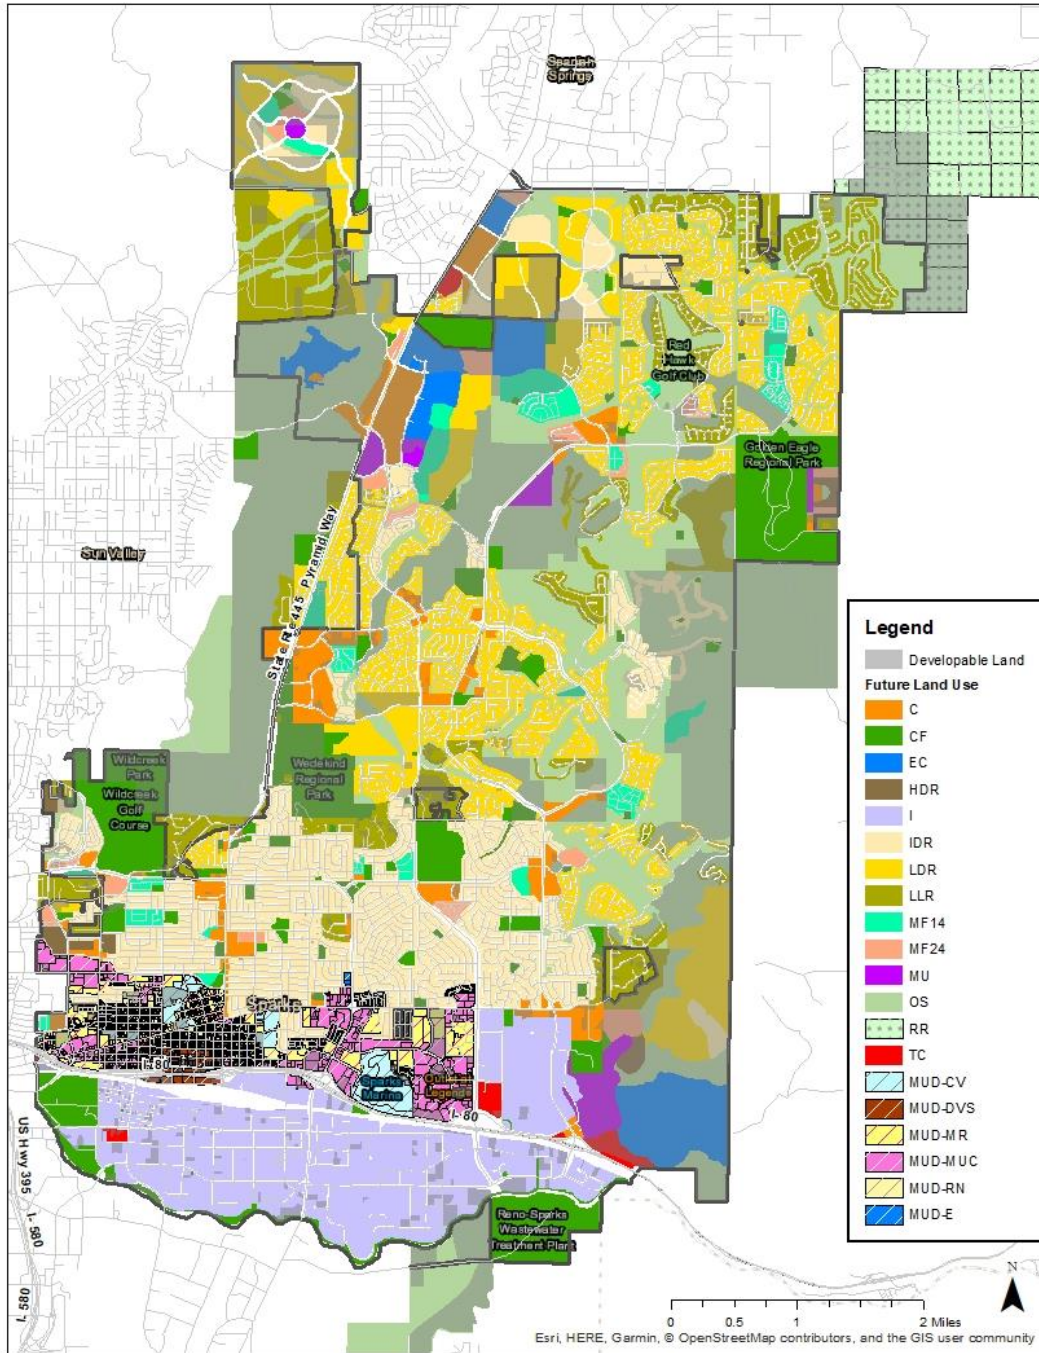 Spanish
Springs
Red
Hawk
Golf Club
Golden Eagle
Regional Park
Sun Valley
State Rte 445 Pyramid Way
Wildcreek
Park
Wildcreek
Golf
Course
Wedekind
Regional
Park
Sparks
I-80
Sparks
Marina
Outlets at
Legends
I-80
US Hwy 395
I-580
I-580
Reno-Sparks
Wastewater
Treatment Plant
Legend
Developable Land
Future Land Use
C
CF
EC
HDR
I
IDR
LDR
LLR
MF14
MF24
MU
OS
RR
TC
MUD-CV
MUD-DVS
MUD-MR
MUD-MUC
MUD-RN
MUD-E
N
0 0.5 1 2 Miles
Esri, HERE, Garmin, © OpenStreetMap contributors, and the GIS user community